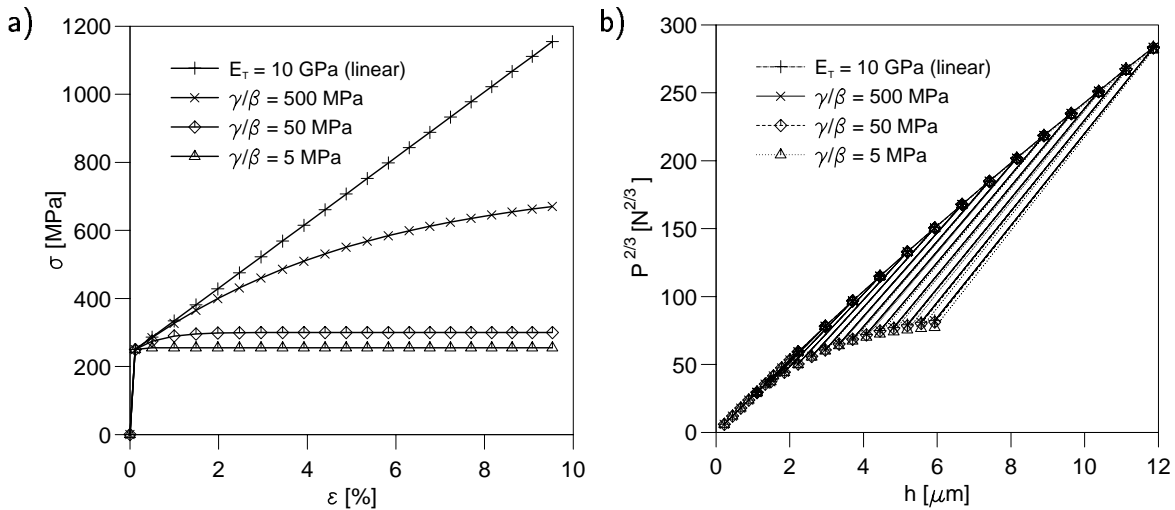 a)
1200
1000
800
600
400
200
0
σ [MPa]
E_T = 10 GPa (linear)
γ/β = 500 MPa
γ/β = 50 MPa
γ/β = 5 MPa
0 2 4 6 8 10
ε [%]
b)
300
250
200
150
100
50
0
P^{2/3} [N^{2/3}]
E_T = 10 GPa (linear)
γ/β = 500 MPa
γ/β = 50 MPa
γ/β = 5 MPa
0 2 4 6 8 10 12
h [μm]